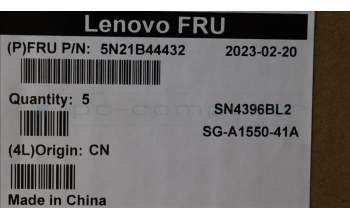 Lenovo FRU
(P)FRU P/N: 5N21B44432 2023-02-20
Quantity: 5
SN4396BL2
SG-A1550-41A
(4L)Origin: CN
Made in China